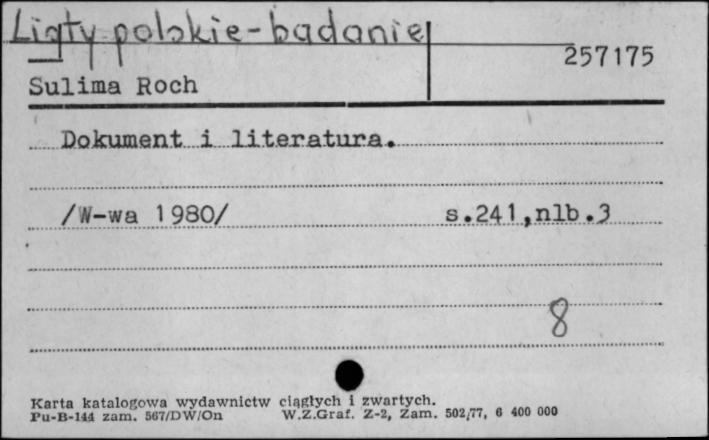 Listy polskie-badanie
257175
Sulima Roch
Dokument i literatura.
/W-wa 1980/ s.241,nlb.3
8
Karta katalogowa wydawnictw ciągłych i zwartych.
Pu-B-144 zam. 567/DW/On W.Z.Graf. Z-2, Zam. 502/77, 6 400 000